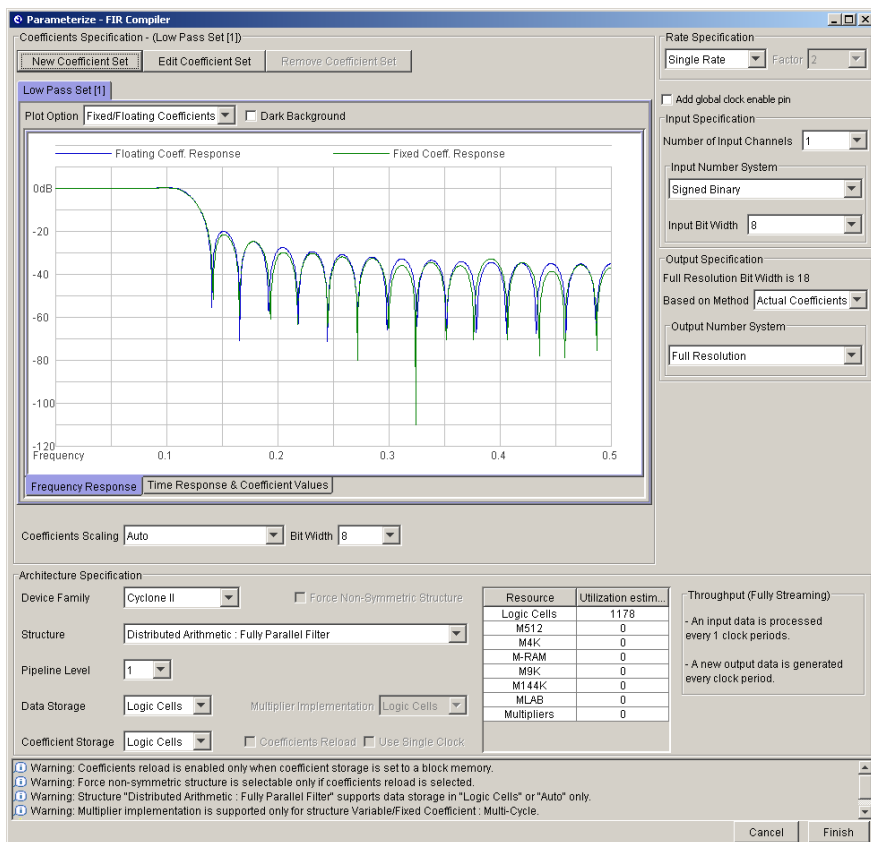 Parameterize - FIR Compiler
Coefficients Specification - (Low Pass Set [1])
New Coefficient Set Edit Coefficient Set Remove Coefficient Set
Low Pass Set [1]
Plot Option Fixed/Floating Coefficients Dark Background
Floating Coeff. Response Fixed Coeff. Response
0dB
-20
-40
-60
-80
-100
-120
Frequency 0.1 0.2 0.3 0.4 0.5
Frequency Response Time Response & Coefficient Values
Coefficients Scaling Auto Bit Width 8
Rate Specification
Single Rate Factor 2
Add global clock enable pin
Input Specification
Number of Input Channels 1
Input Number System
Signed Binary
Input Bit Width 8
Output Specification
Full Resolution Bit Width is 18
Based on Method Actual Coefficients
Output Number System
Full Resolution
Architecture Specification
Device Family Cyclone II Force Non-Symmetric Structure
Structure Distributed Arithmetic : Fully Parallel Filter
Pipeline Level 1
Data Storage Logic Cells Multiplier Implementation Logic Cells
Coefficient Storage Logic Cells Coefficients Reload Use Single Clock
Resource Utilization estim...
Logic Cells 1178
M512 0
M4K 0
M-RAM 0
M9K 0
M144K 0
MLAB 0
Multipliers 0
Throughput (Fully Streaming)
- An input data is processed
every 1 clock periods.
- A new output data is generated
every clock period.
Warning: Coefficients reload is enabled only when coefficient storage is set to a block memory.
Warning: Force non-symmetric structure is selectable only if coefficients reload is selected.
Warning: Structure "Distributed Arithmetic : Fully Parallel Filter" supports data storage in "Logic Cells" or "Auto" only.
Warning: Multiplier implementation is supported only for structure Variable/Fixed Coefficient : Multi-Cycle.
Cancel Finish